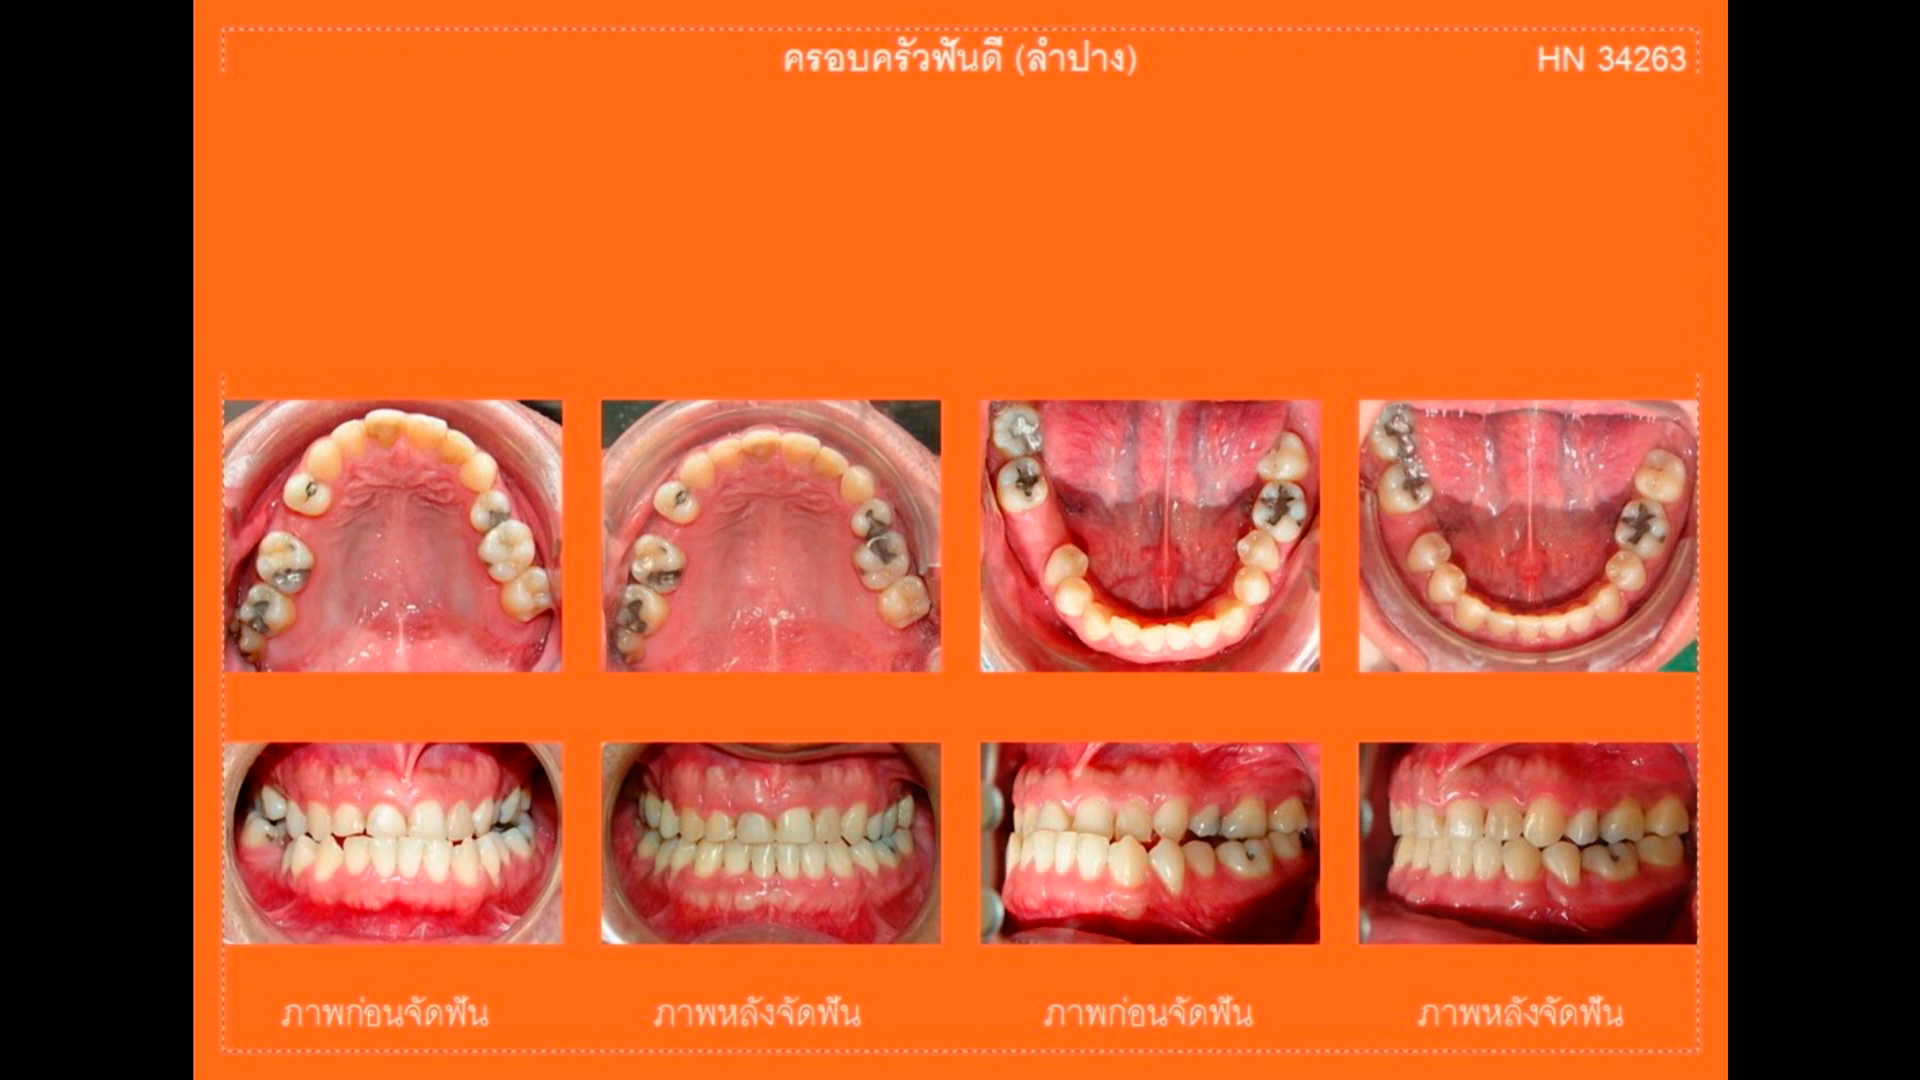 ครอบครัวฟันดี (ลำปาง)
HN 34263
ภาพก่อนจัดฟัน
ภาพหลังจัดฟัน
ภาพก่อนจัดฟัน
ภาพหลังจัดฟัน